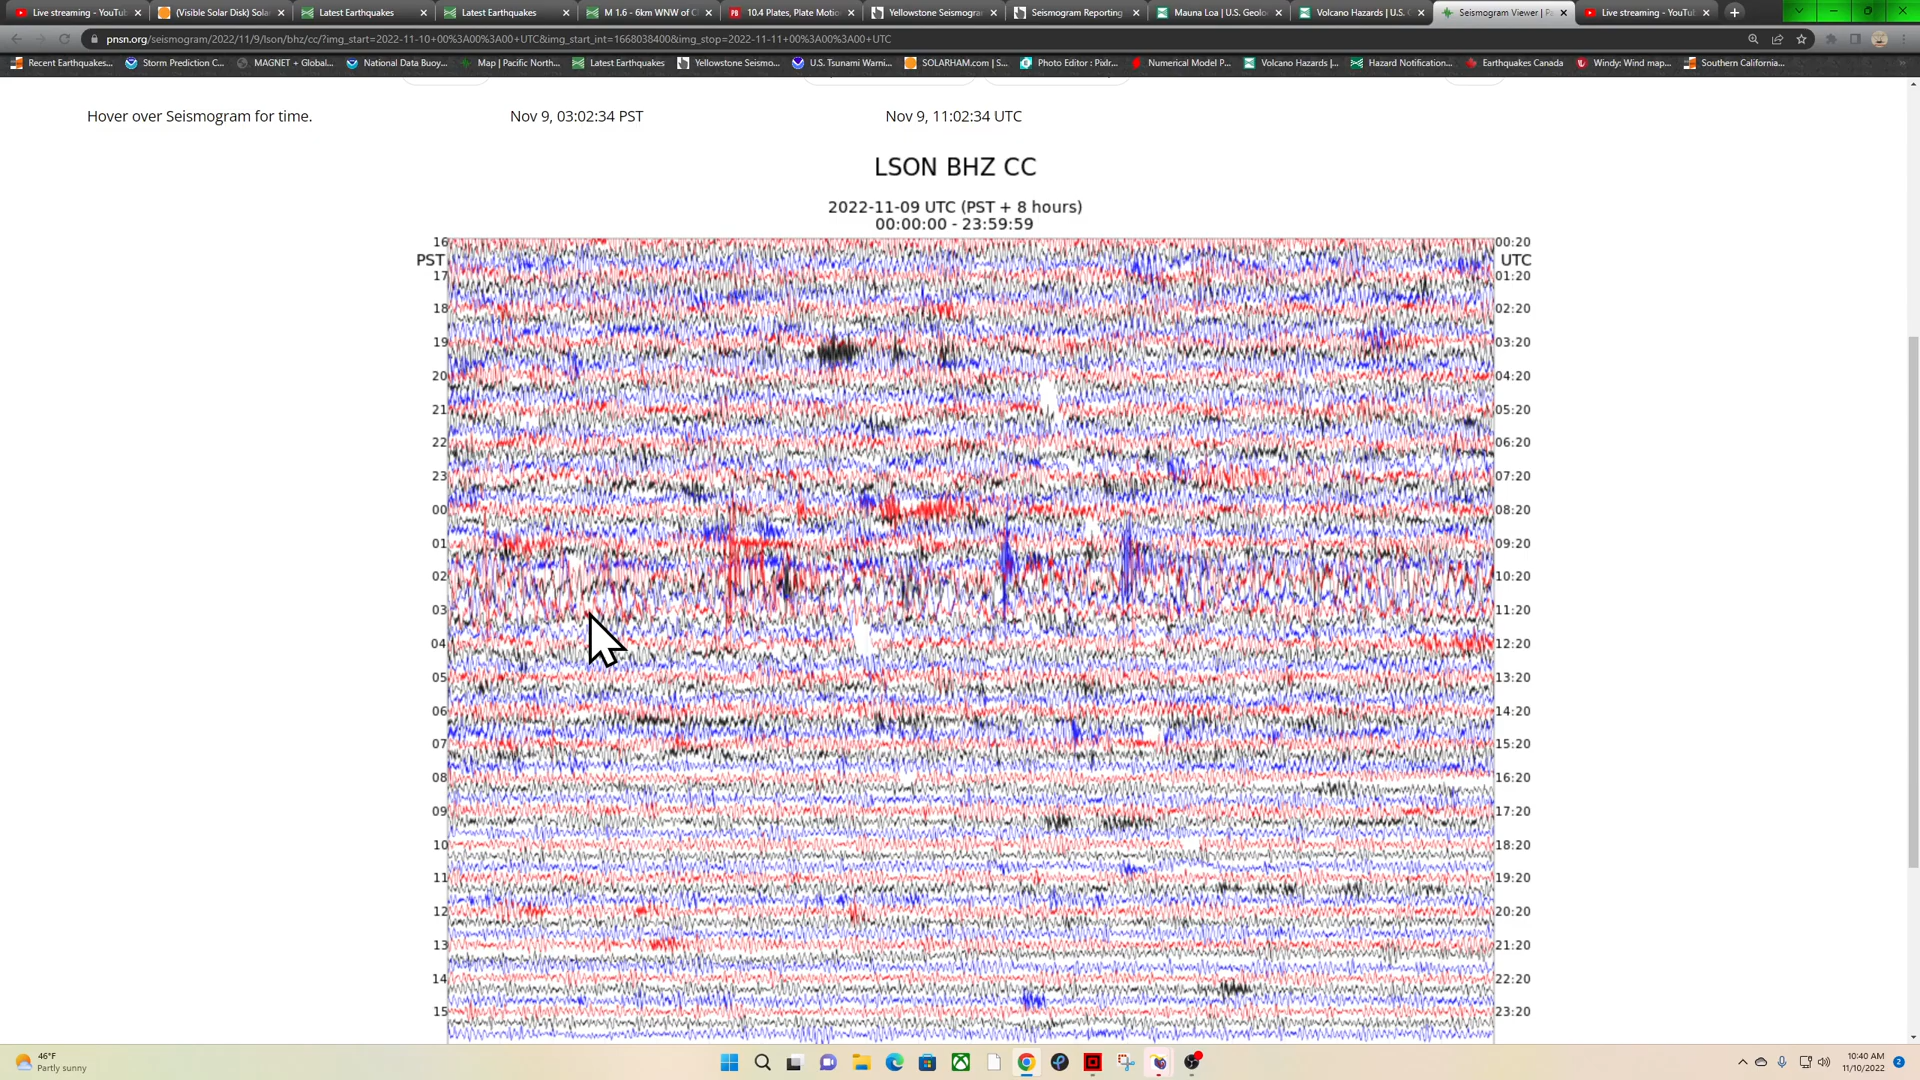 Live streaming - YouTu
(Visible Solar Disk) Sola
Latest Earthquakes
Latest Earthquakes
M 1.6 - 6km WNW of C
10.4 Plates, Plate Motio
Yellowstone Seismogra
Seismogram Reporting
Mauna Loa | U.S. Geolo
Volcano Hazards | U.S. G
Seismogram Viewer | Pa
Live streaming - YouTu
pnsn.org/seismogram/2022/11/9/lson/bhz/cc/?img_start=2022-11-10+00%3A00%3A00+UTC&img_start_int=1668038400&img_stop=2022-11-11+00%3A00%3A00+UTC
Recent Earthquakes...
Storm Prediction C...
MAGNET + Global...
National Data Buoy...
Map | Pacific North...
Latest Earthquakes
Yellowstone Seismo...
U.S. Tsunami Warni...
SOLARHAM.com | S...
Photo Editor : Pixlr...
Numerical Model P...
Volcano Hazards |...
Hazard Notification...
Earthquakes Canada
Windy: Wind map...
Southern California...
Hover over Seismogram for time.
Nov 9, 03:02:34 PST
Nov 9, 11:02:34 UTC
LSON BHZ CC
2022-11-09 UTC (PST + 8 hours)
00:00:00 - 23:59:59
16 00:20
PST UTC
17 01:20
18 02:20
19 03:20
20 04:20
21 05:20
22 06:20
23 07:20
00 08:20
01 09:20
02 10:20
03 11:20
04 12:20
05 13:20
06 14:20
07 15:20
08 16:20
09 17:20
10 18:20
11 19:20
12 20:20
13 21:20
14 22:20
15 23:20
46°F
Partly sunny
10:40 AM
11/10/2022
2